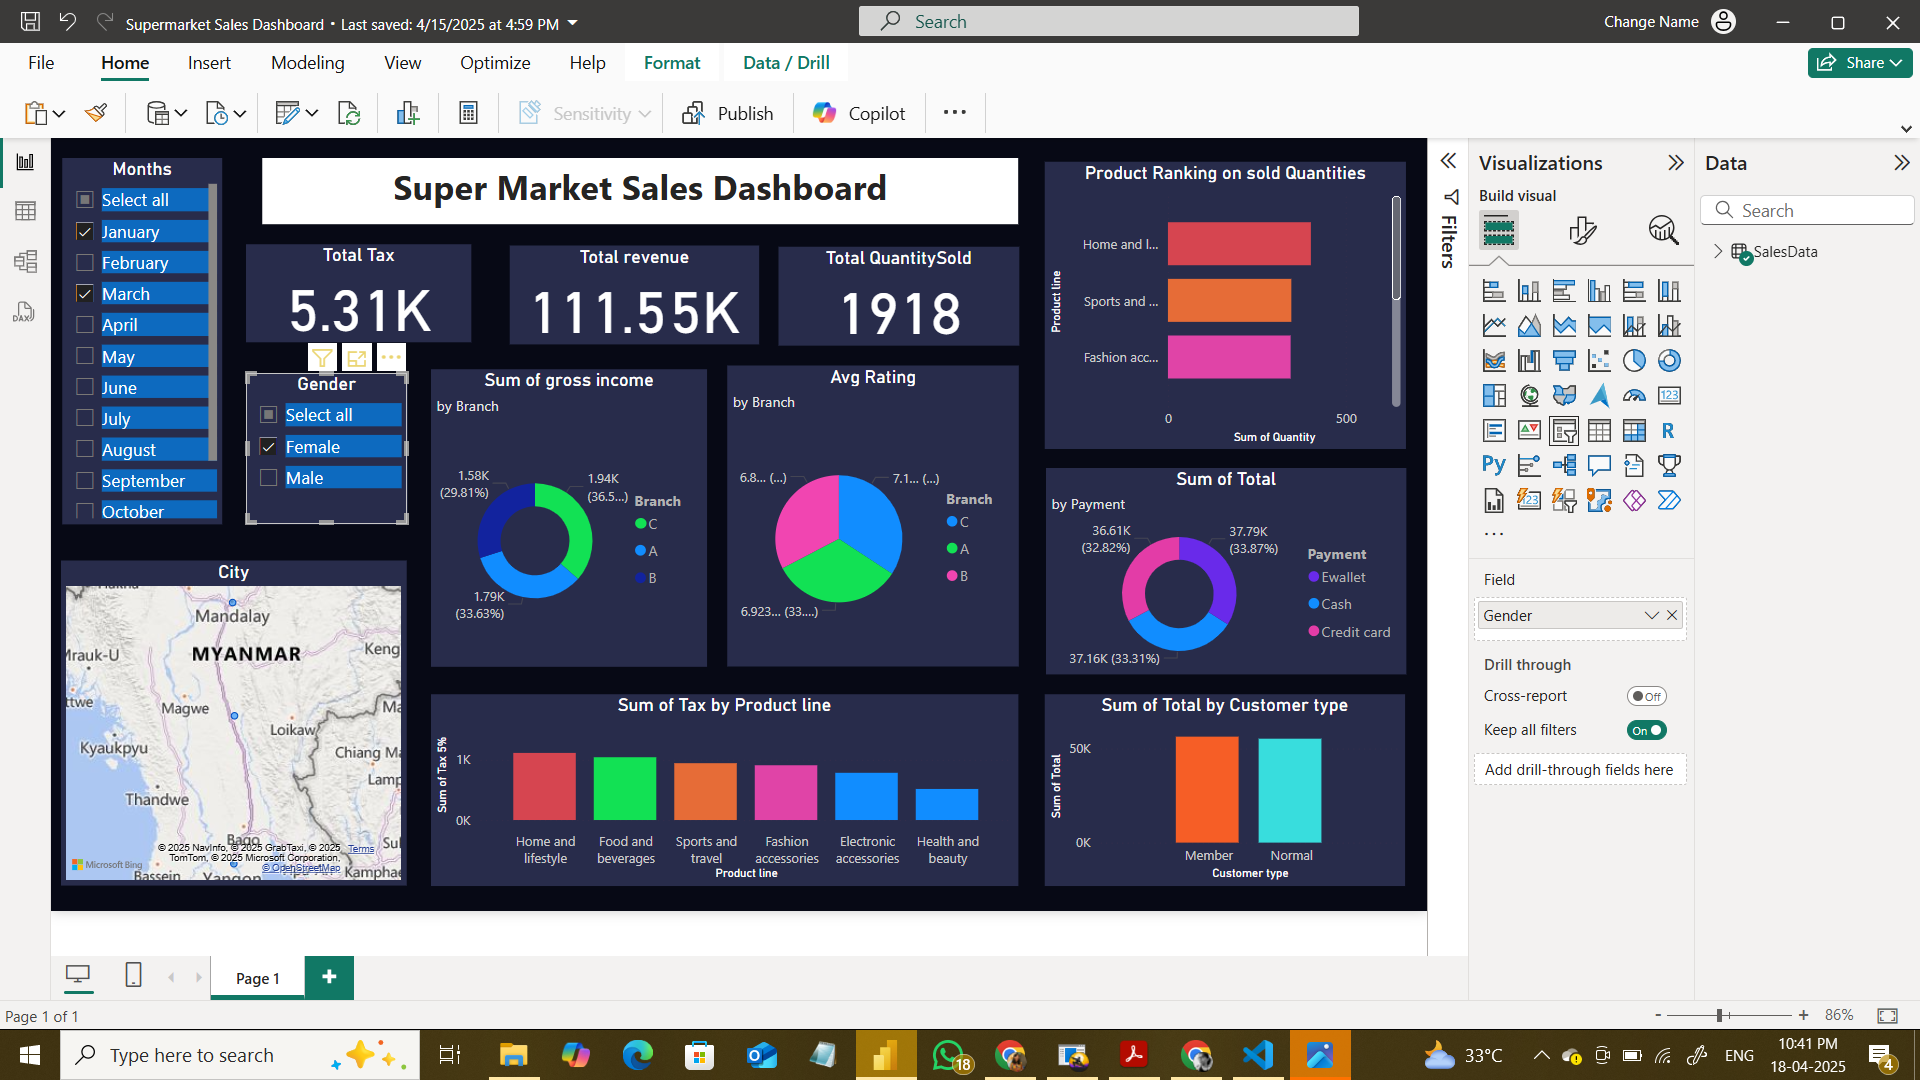 Supermarket Sales Dashboard • Last saved: 4/15/2025 at 4:59 PM
Search
Change Name
File
Home
Insert
Modeling
View
Optimize
Help
Format
Data / Drill
Share
Sensitivity
Publish
Copilot
Months
Select all
January
February
March
April
May
June
July
August
September
October
Super Market Sales Dashboard
Total Tax
5.31K
Total revenue
111.55K
Total QuantitySold
1918
Gender
Select all
Female
Male
Sum of gross income
by Branch
1.58K
(29.81%)
1.94K
(36.5...)
1.79K
(33.63%)
Branch
C
A
B
Avg Rating
by Branch
6.8... (...)
7.1... (...)
6.923... (33....)
Branch
C
A
B
Product Ranking on sold Quantities
Product line
Home and l...
Sports and ...
Fashion acc...
0
500
Sum of Quantity
Sum of Total
by Payment
36.61K
(32.82%)
37.79K
(33.87%)
37.16K (33.31%)
Payment
Ewallet
Cash
Credit card
City
Mandalay
MYANMAR
Mrauk-U
Keng
ttwe
Magwe
Loikaw
Kyaukpyu
Chiang Ma
Lamp
Thandwe
Bago
© 2025 NavInfo, © 2025 GrabTaxi, © 2025
TomTom, © 2025 Microsoft Corporation,
© OpenStreetMap
Terms
Microsoft Bing
Bassein
Yangon
Kamphae
Sum of Tax by Product line
Sum of Tax 5%
1K
0K
Home and
lifestyle
Food and
beverages
Sports and
travel
Fashion
accessories
Electronic
accessories
Health and
beauty
Product line
Sum of Total by Customer type
Sum of Total
50K
0K
Member
Normal
Customer type
Filters
Visualizations
Build visual
123
R
Py
123
...
Field
Gender
Drill through
Cross-report
Off
Keep all filters
On
Add drill-through fields here
Data
Search
SalesData
DAX
Page 1
Page 1 of 1
- + 86%
Type here to search
18
33°C
ENG
10:41 PM
18-04-2025
4